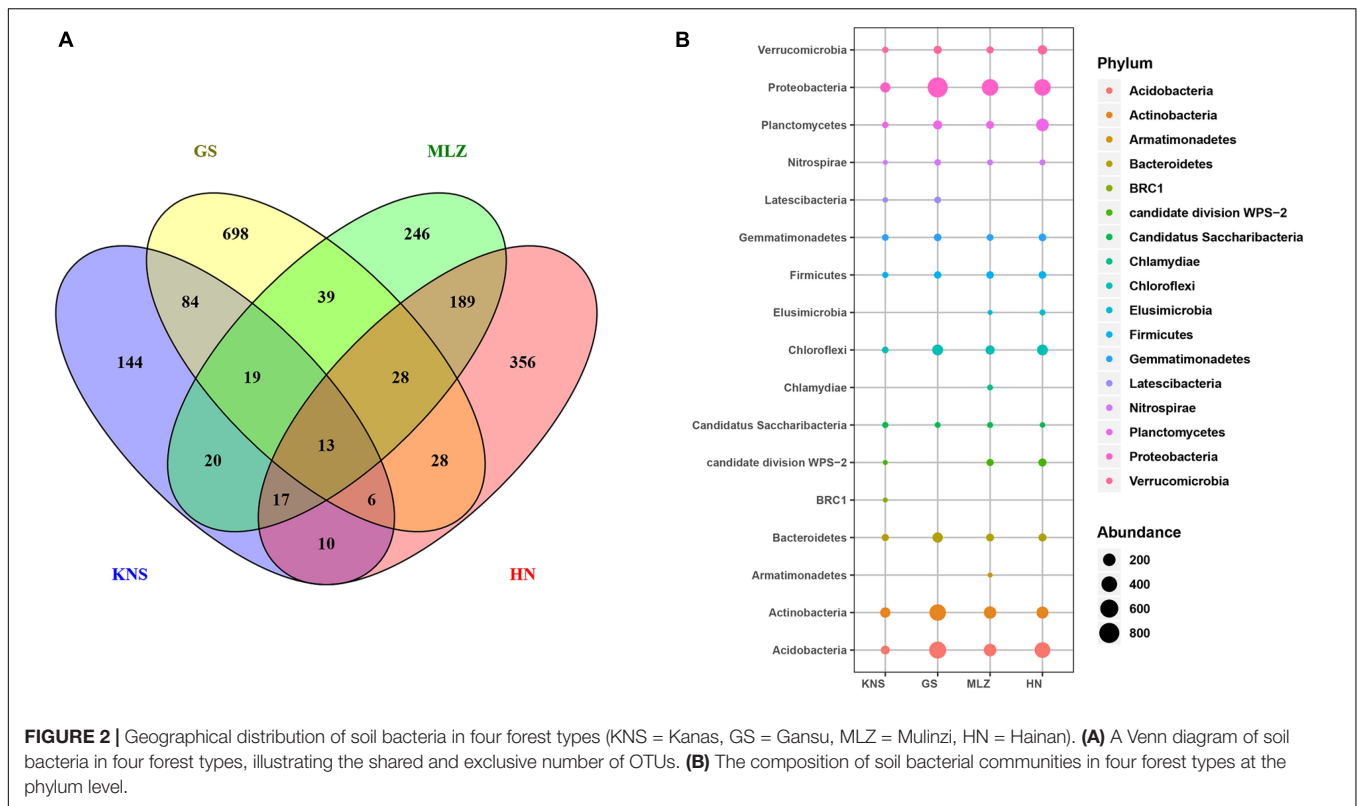 A
GS
MLZ
698
246
84
39
189
144
19
28
356
13
20
28
17
6
10
KNS
HN
B
Verrucomicrobia
Proteobacteria
Planctomycetes
Nitrospirae
Latescibacteria
Gemmatimonadetes
Firmicutes
Elusimicrobia
Chloroflexi
Chlamydiae
Candidatus Saccharibacteria
candidate division WPS−2
BRC1
Bacteroidetes
Armatimonadetes
Actinobacteria
Acidobacteria
KNS GS MLZ HN
Phylum
Acidobacteria
Actinobacteria
Armatimonadetes
Bacteroidetes
BRC1
candidate division WPS−2
Candidatus Saccharibacteria
Chlamydiae
Chloroflexi
Elusimicrobia
Firmicutes
Gemmatimonadetes
Latescibacteria
Nitrospirae
Planctomycetes
Proteobacteria
Verrucomicrobia
Abundance
200
400
600
800
FIGURE 2 | Geographical distribution of soil bacteria in four forest types (KNS = Kanas, GS = Gansu, MLZ = Mulinzi, HN = Hainan). (A) A Venn diagram of soil
bacteria in four forest types, illustrating the shared and exclusive number of OTUs. (B) The composition of soil bacterial communities in four forest types at the
phylum level.